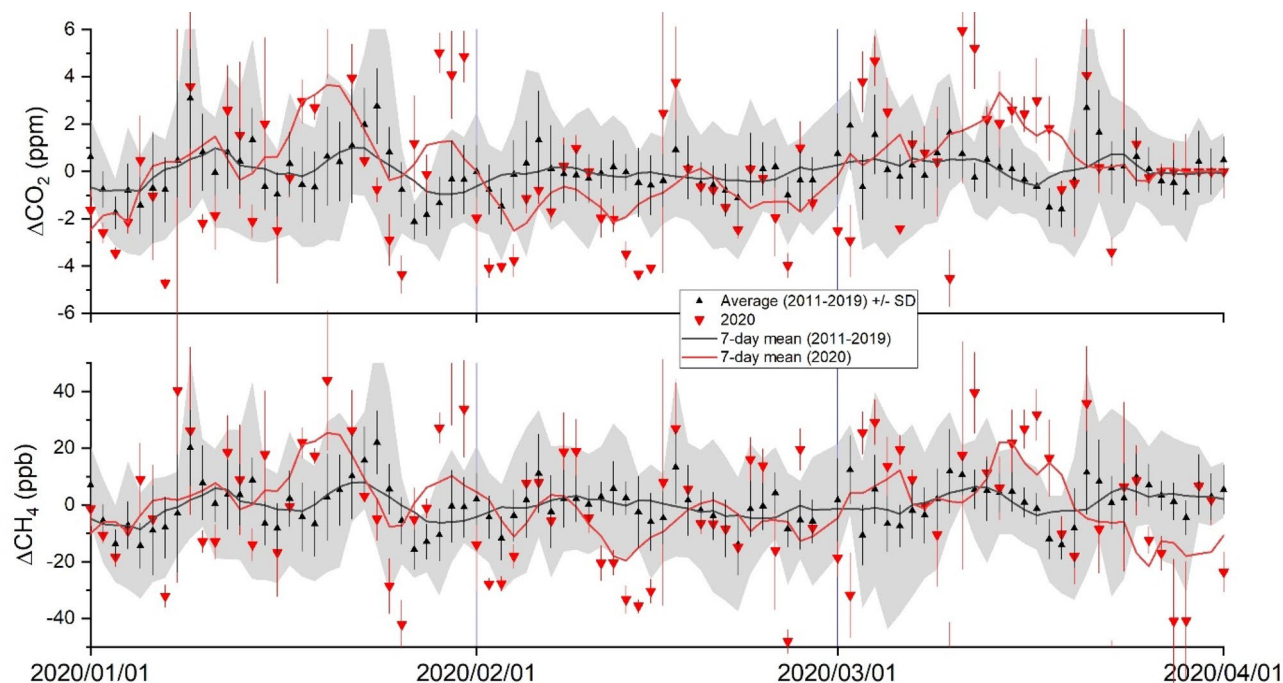 6
4
2
0
-2
-4
-6
ΔCO2 (ppm)
Average (2011-2019) +/- SD
2020
7-day mean (2011-2019)
7-day mean (2020)
40
20
0
-20
-40
ΔCH4 (ppb)
2020/01/01 2020/02/01 2020/03/01 2020/04/01